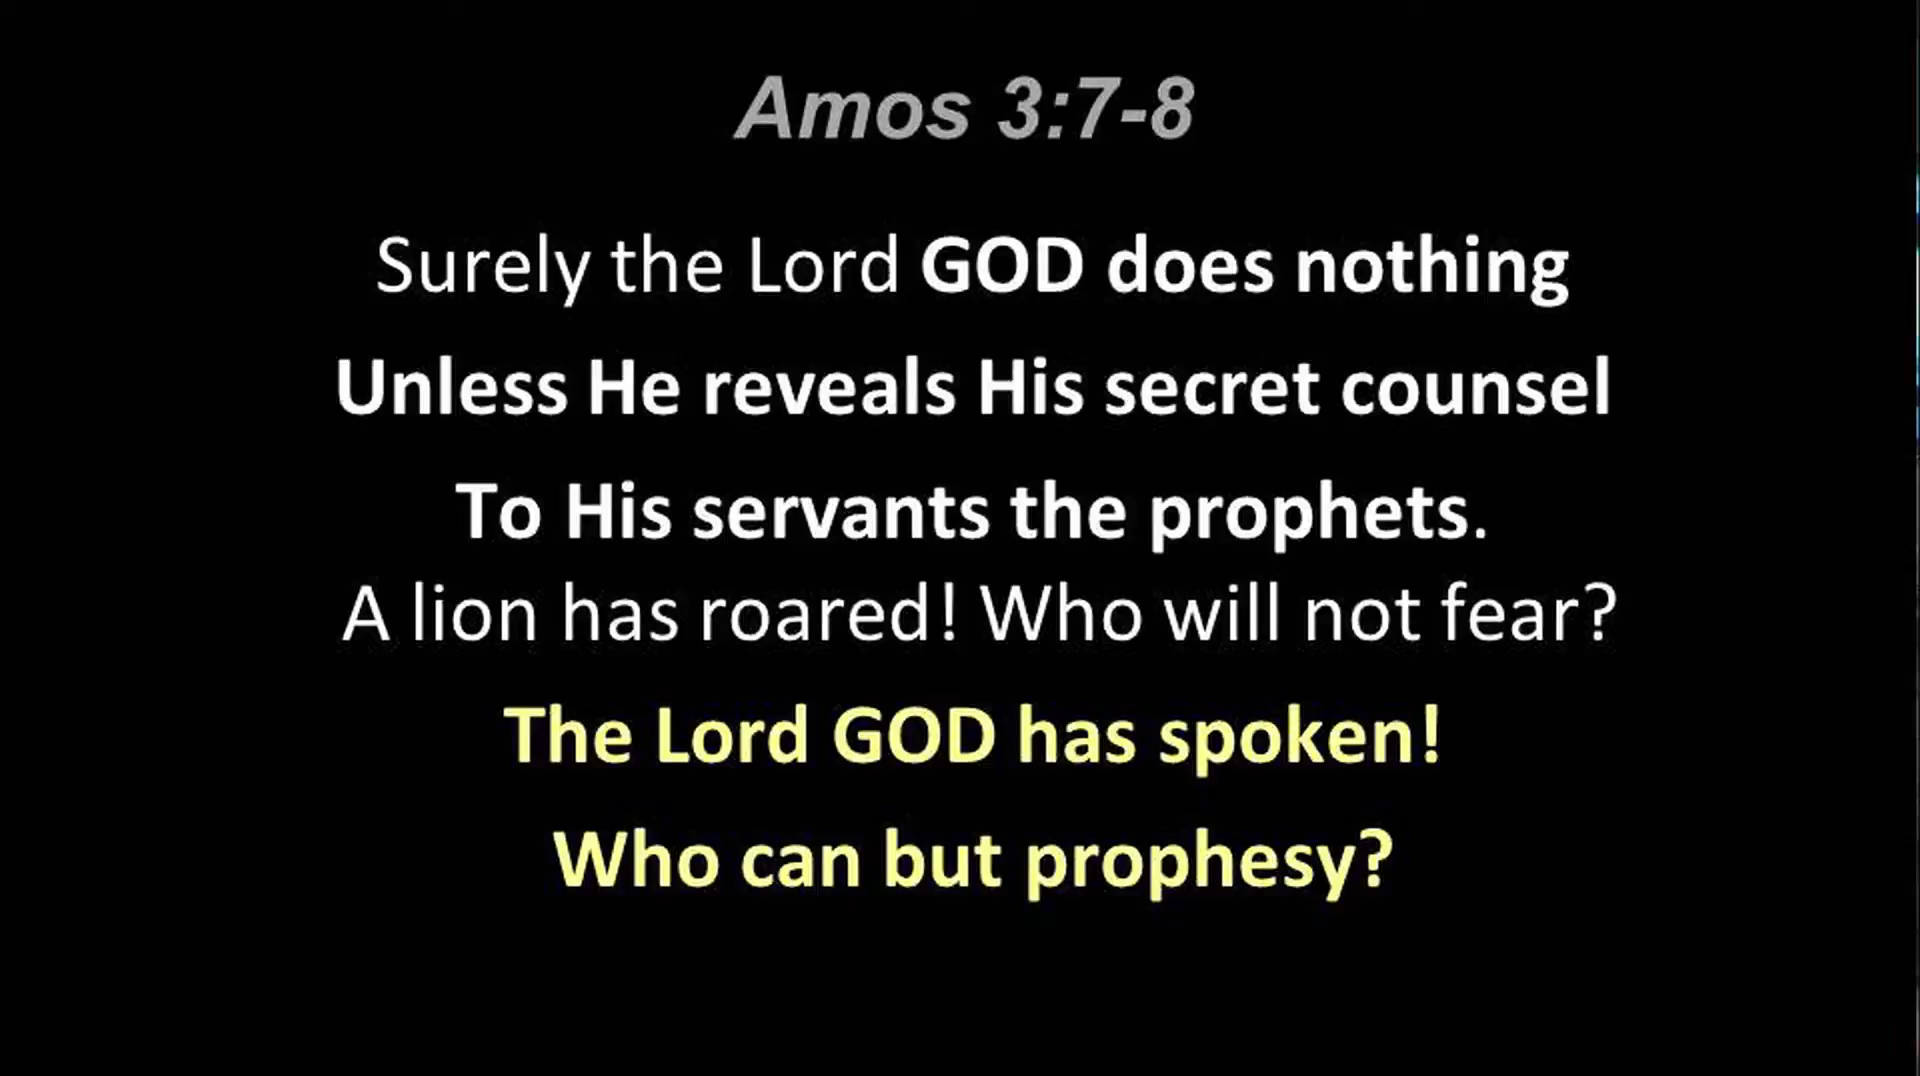 Amos 3:7-8
Surely the Lord GOD does nothing
Unless He reveals His secret counsel
To His servants the prophets.
A lion has roared! Who will not fear?
The Lord GOD has spoken!
Who can but prophesy?